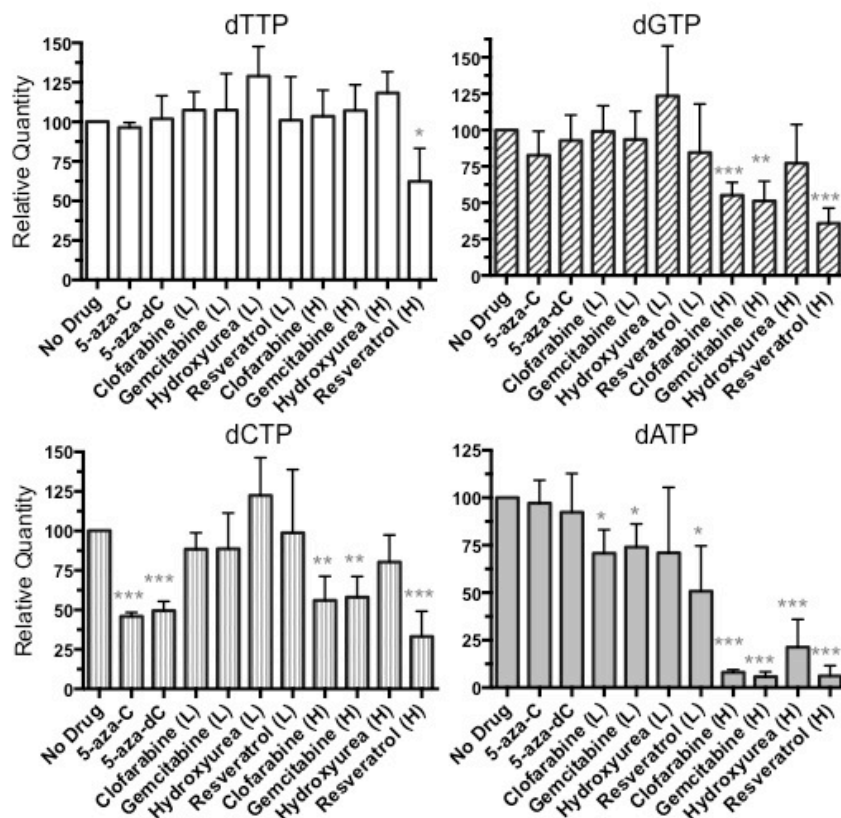 dTTP
Relative Quantity
150
125
100
75
50
25
0
*
No Drug
5-aza-C
5-aza-dC
Clofarabine (L)
Gemcitabine (L)
Hydroxyurea (L)
Resveratrol (L)
Clofarabine (H)
Gemcitabine (H)
Hydroxyurea (H)
Resveratrol (H)
dGTP
150
125
100
75
50
25
0
***
**
***
No Drug
5-aza-C
5-aza-dC
Clofarabine (L)
Gemcitabine (L)
Hydroxyurea (L)
Resveratrol (L)
Clofarabine (H)
Gemcitabine (H)
Hydroxyurea (H)
Resveratrol (H)
dCTP
Relative Quantity
150
125
100
75
50
25
0
***
***
**
**
***
No Drug
5-aza-C
5-aza-dC
Clofarabine (L)
Gemcitabine (L)
Hydroxyurea (L)
Resveratrol (L)
Clofarabine (H)
Gemcitabine (H)
Hydroxyurea (H)
Resveratrol (H)
dATP
125
100
75
50
25
0
*
*
*
***
***
***
***
No Drug
5-aza-C
5-aza-dC
Clofarabine (L)
Gemcitabine (L)
Hydroxyurea (L)
Resveratrol (L)
Clofarabine (H)
Gemcitabine (H)
Hydroxyurea (H)
Resveratrol (H)